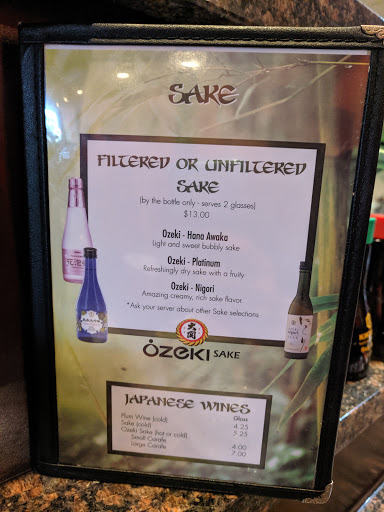 SAKE
FILTERED OR UNFILTERED
SAKE
(by the bottle only - serves 2 glasses)
$13.00
Ozeki - Hana Awaka
Light and sweet bubbly sake
Ozeki - Platinum
Refreshingly dry sake with a fruity
Ozeki - Nigori
Amazing creamy, rich sake flavor
*Ask your server about other Sake selections
大関
OZEKI SAKE
JAPANESE WINES
Glass
Plum Wine (cold) 4.25
Sake (cold) 5.25
Ozeki Sake (hot or cold)
Small Carafe 4.00
Large Carafe 7.00